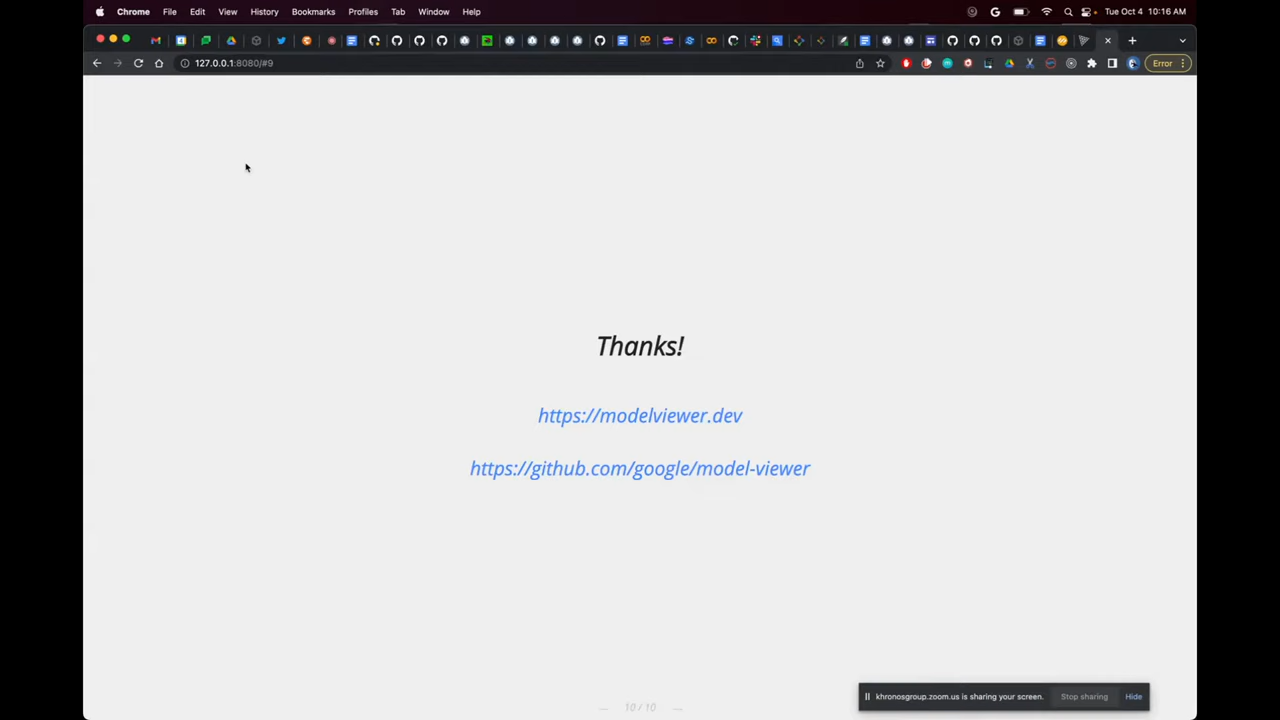 Chrome File Edit View History Bookmarks Profiles Tab Window Help Tue Oct 4 10:16 AM
127.0.0.1:8080/#9 Error
Thanks!
https://modelviewer.dev
https://github.com/google/model-viewer
khronosgroup.zoom.us is sharing your screen. Stop sharing Hide
10 / 10